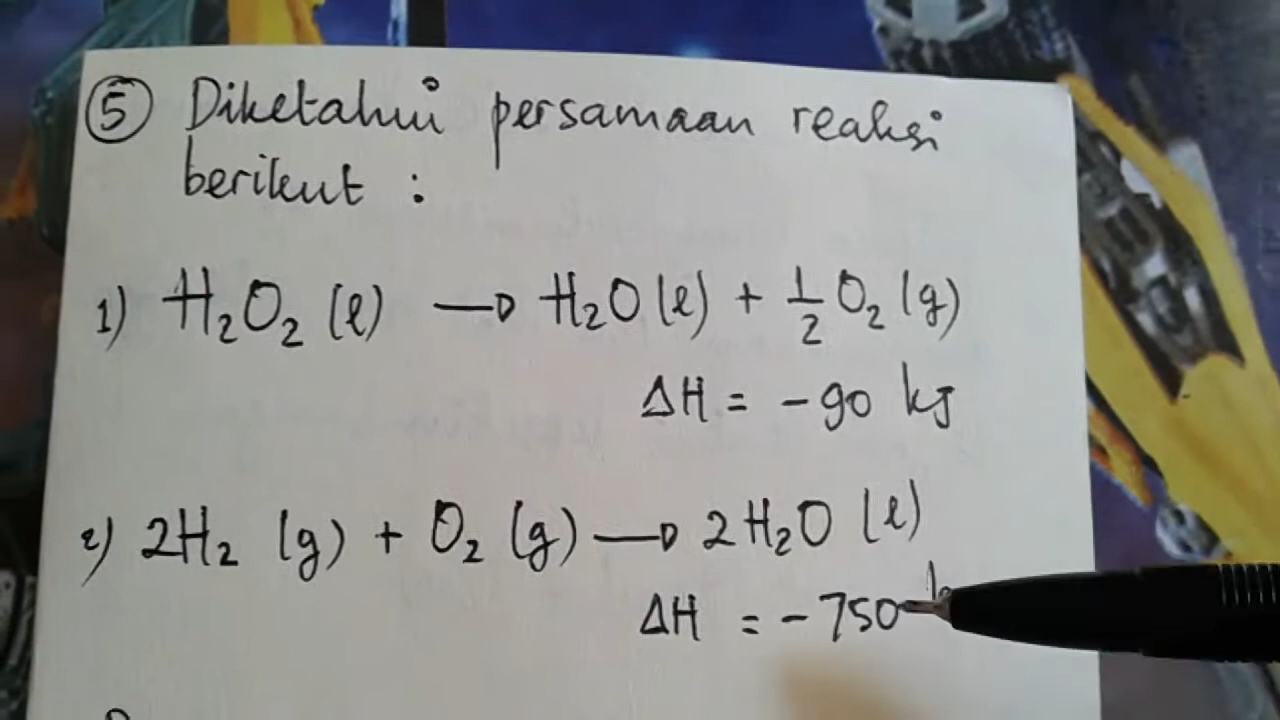 5 Diketahui persamaan reaksi
berikut :
1) H₂O₂ (l) → H₂O (l) + 1/2 O₂ (g)
ΔH = -90 kJ
2) 2H₂ (g) + O₂ (g) → 2H₂O (l)
ΔH = -750